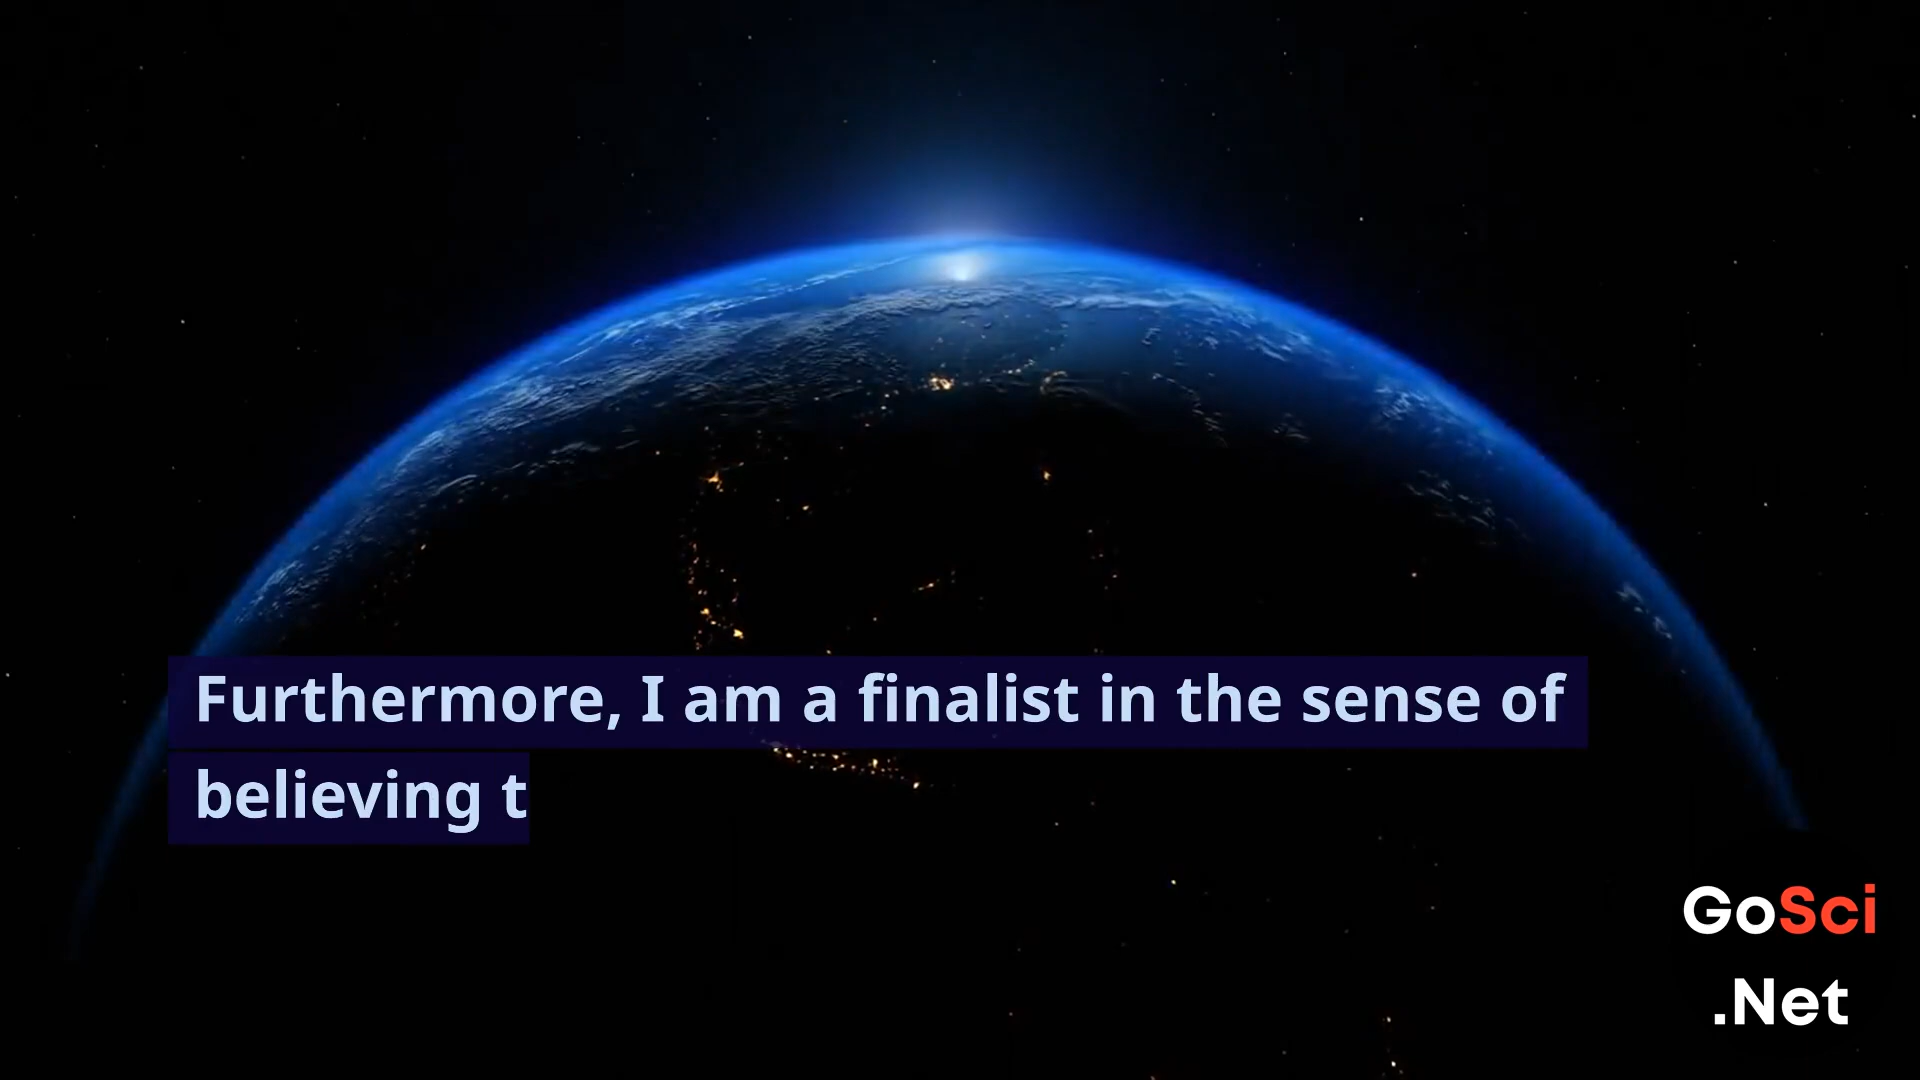 Furthermore, I am a finalist in the sense of
believing t
GoSci
.Net